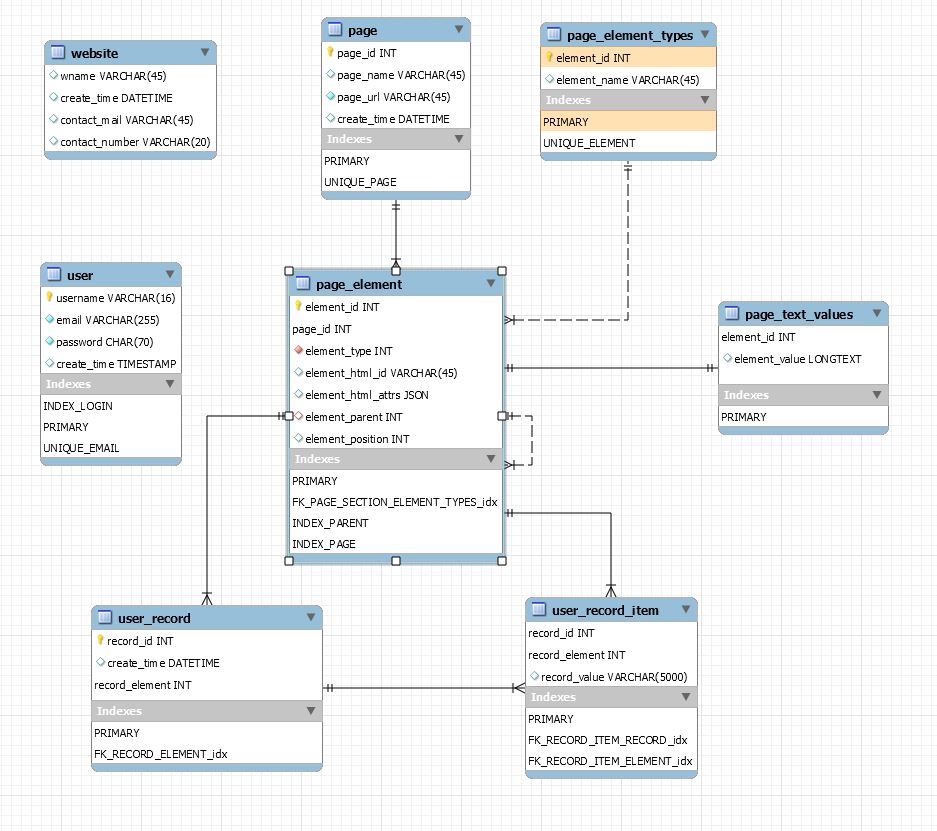 website
wname VARCHAR(45)
create_time DATETIME
contact_mail VARCHAR(45)
contact_number VARCHAR(20)
page
page_id INT
page_name VARCHAR(45)
page_url VARCHAR(45)
create_time DATETIME
Indexes
PRIMARY
UNIQUE_PAGE
page_element_types
element_id INT
element_name VARCHAR(45)
Indexes
PRIMARY
UNIQUE_ELEMENT
user
username VARCHAR(16)
email VARCHAR(255)
password CHAR(70)
create_time TIMESTAMP
Indexes
INDEX_LOGIN
PRIMARY
UNIQUE_EMAIL
page_element
element_id INT
page_id INT
element_type INT
element_html_id VARCHAR(45)
element_html_attrs JSON
element_parent INT
element_position INT
Indexes
PRIMARY
FK_PAGE_SECTION_ELEMENT_TYPES_idx
INDEX_PARENT
INDEX_PAGE
page_text_values
element_id INT
element_value LONGTEXT
Indexes
PRIMARY
user_record
record_id INT
create_time DATETIME
record_element INT
Indexes
PRIMARY
FK_RECORD_ELEMENT_idx
user_record_item
record_id INT
record_element INT
record_value VARCHAR(5000)
Indexes
PRIMARY
FK_RECORD_ITEM_RECORD_idx
FK_RECORD_ITEM_ELEMENT_idx